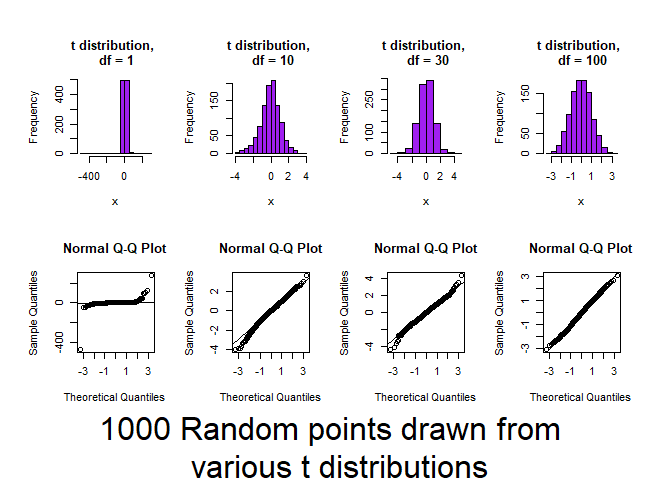 t distribution,
df = 1
t distribution,
df = 10
t distribution,
df = 30
t distribution,
df = 100
Frequency
0
200
400
-400
0
x
Frequency
0
50
150
-4
-2
0
2
4
x
Frequency
0
100
350
-4
0
2
4
x
Frequency
0
50
150
-3
-1
1
3
x
Normal Q-Q Plot
Normal Q-Q Plot
Normal Q-Q Plot
Normal Q-Q Plot
Sample Quantiles
-400
0
-3
-1
1
3
Theoretical Quantiles
Sample Quantiles
-4
-2
0
2
-3
-1
1
3
Theoretical Quantiles
Sample Quantiles
-4
0
2
4
-3
-1
1
3
Theoretical Quantiles
Sample Quantiles
-3
-1
1
3
-3
-1
1
3
Theoretical Quantiles
1000 Random points drawn from
various t distributions